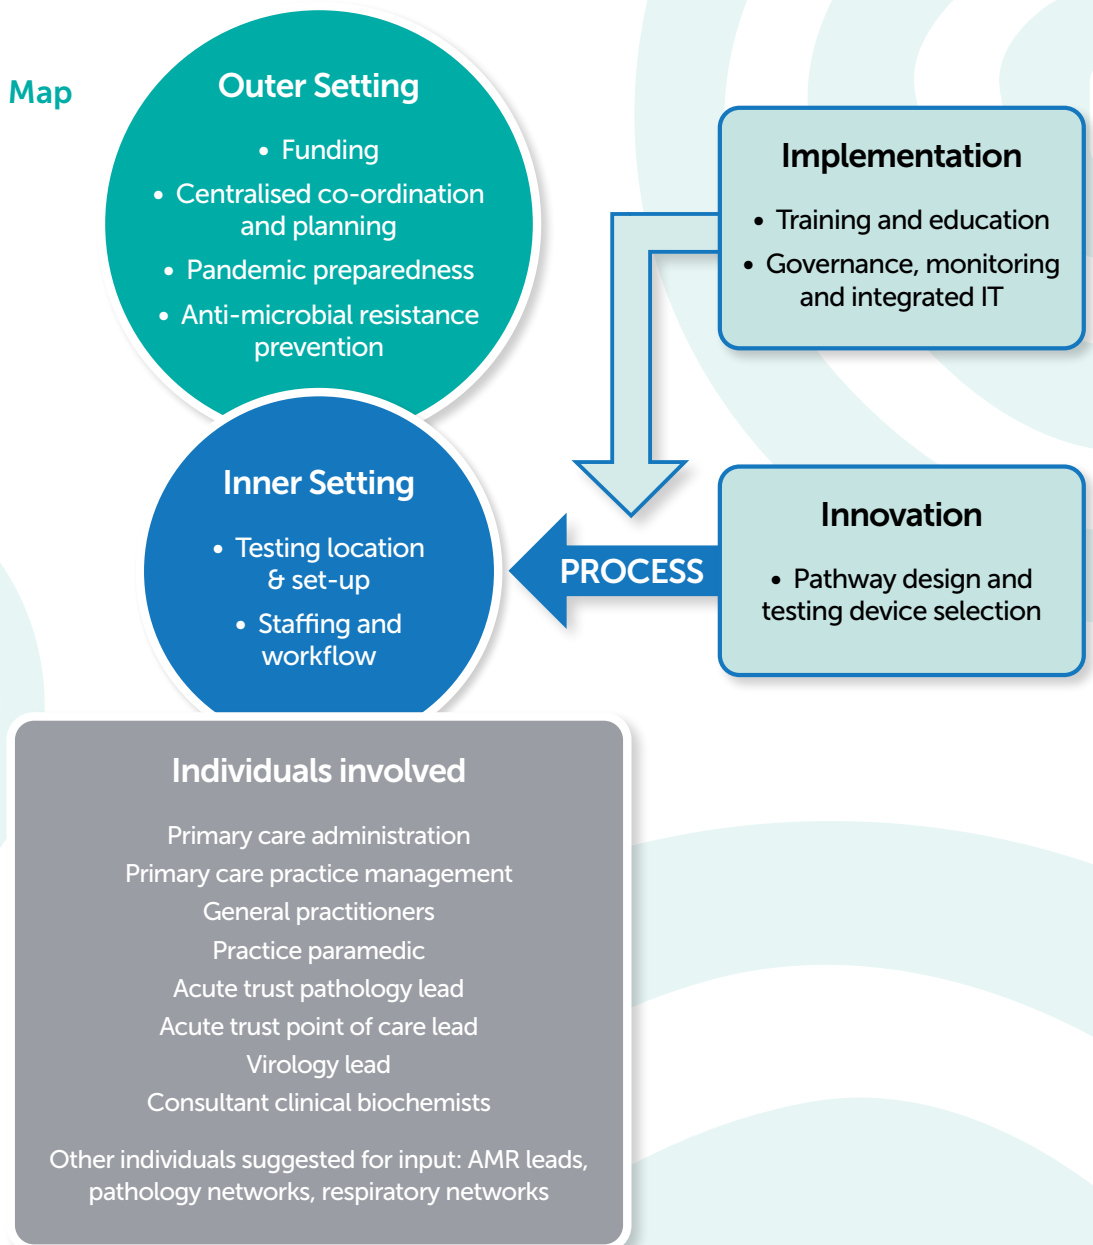 Map
Outer Setting
• Funding
• Centralised co-ordination
and planning
• Pandemic preparedness
• Anti-microbial resistance
prevention
Inner Setting
• Testing location
& set-up
• Staffing and
workflow
Implementation
• Training and education
• Governance, monitoring
and integrated IT
PROCESS
Innovation
• Pathway design and
testing device selection
Individuals involved
Primary care administration
Primary care practice management
General practitioners
Practice paramedic
Acute trust pathology lead
Acute trust point of care lead
Virology lead
Consultant clinical biochemists
Other individuals suggested for input: AMR leads,
pathology networks, respiratory networks